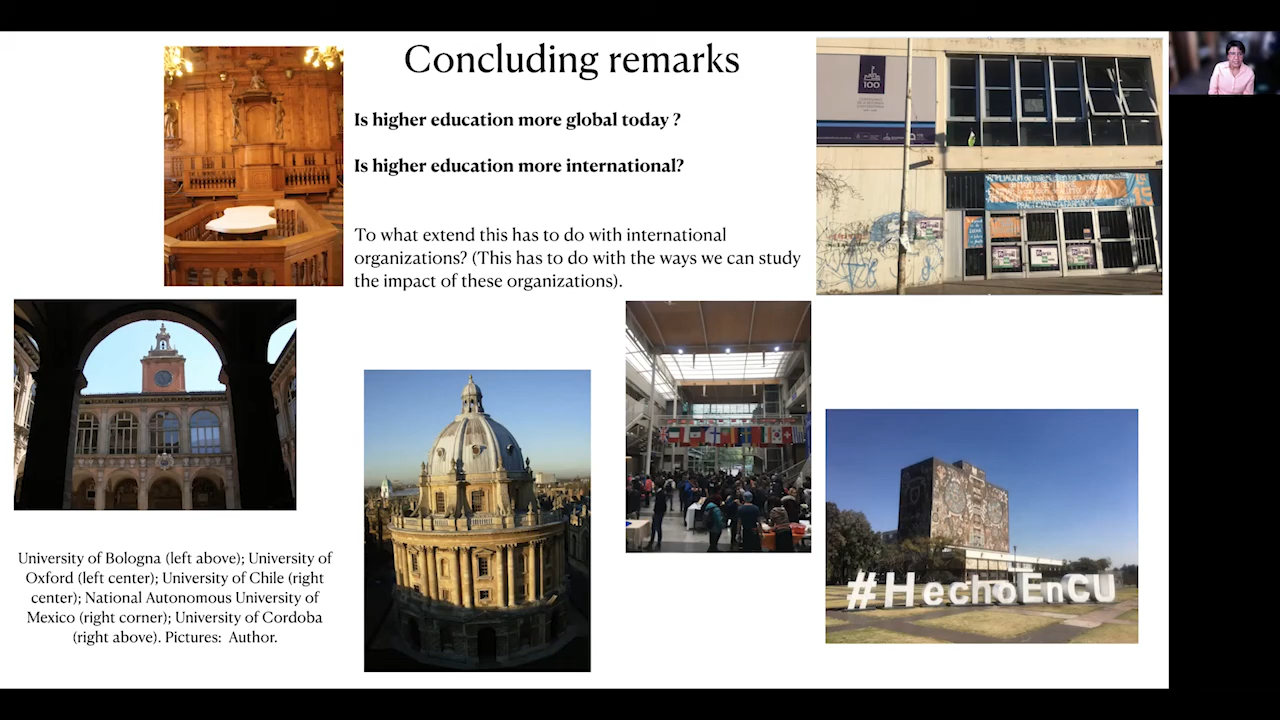 Concluding remarks
Is higher education more global today ?
Is higher education more international?
To what extend this has to do with international
organizations? (This has to do with the ways we can study
the impact of these organizations).
100
#HechoEnCU
University of Bologna (left above); University of
Oxford (left center); University of Chile (right
center); National Autonomous University of
Mexico (right corner); University of Cordoba
(right above). Pictures: Author.